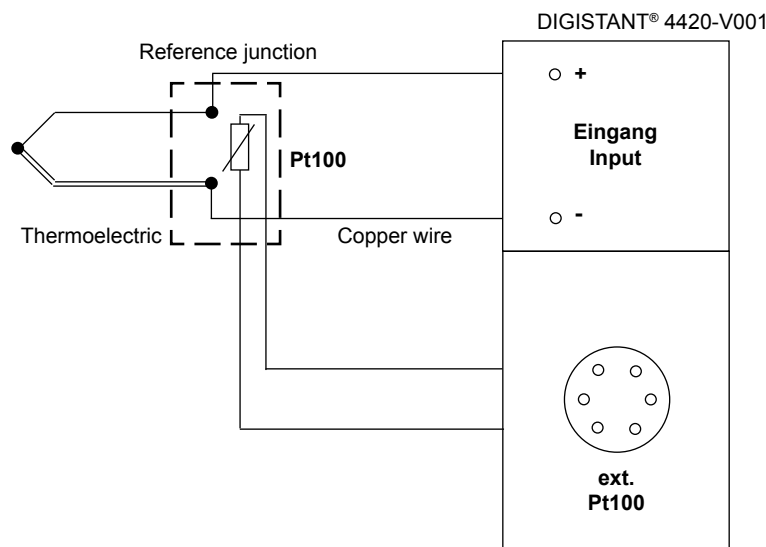 DIGISTANT® 4420-V001
Reference junction
+
Eingang
Input
Pt100
-
Thermoelectric
Copper wire
ext.
Pt100